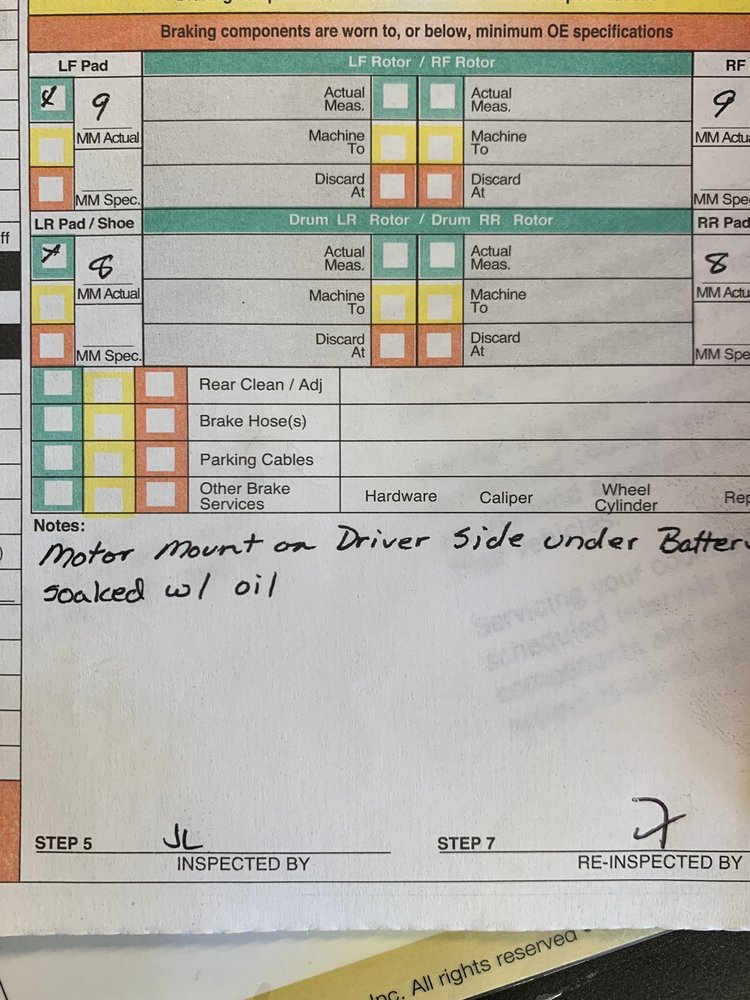 Braking components are worn to, or below, minimum OE specifications
LF Pad LF Rotor / RF Rotor RF
9 Actual Meas. Actual Meas. 9
MM Actual Machine To Machine To MM Actua
MM Spec. Discard At Discard At MM Spec
LR Pad / Shoe Drum LR Rotor / Drum RR Rotor RR Pad
8 Actual Meas. Actual Meas. 8
MM Actual Machine To Machine To MM Actu
MM Spec. Discard At Discard At MM Spe
Rear Clean / Adj
Brake Hose(s)
Parking Cables
Other Brake Services Hardware Caliper Wheel Cylinder Rep
Notes:
Motor Mount on Driver Side under Battery
soaked w/ oil
STEP 5 JL STEP 7
INSPECTED BY RE-INSPECTED BY
Inc. All rights reserved